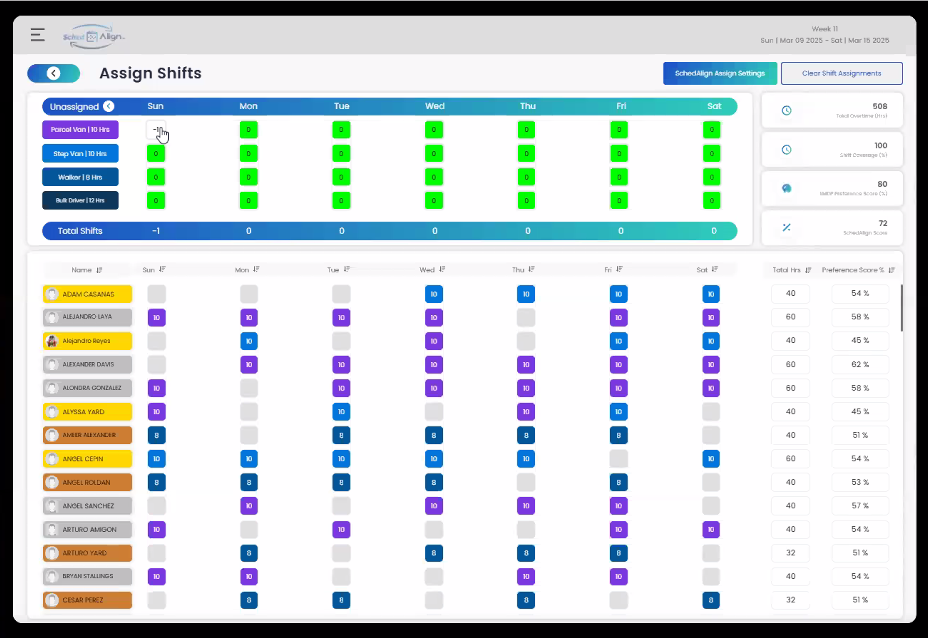 Sched Align
Week 11
Sun | Mar 09 2025 - Sat | Mar 15 2025
Assign Shifts
SchedAlign Assign Settings
Clear Shift Assignments
Unassigned Sun Mon Tue Wed Thu Fri Sat
Parcel Van | 10 Hrs 0 0 0 0 0 0
Step Van | 10 Hrs 0 0 0 0 0 0 0
Walker | 8 Hrs 0 0 0 0 0 0 0
Bulk Driver | 12 Hrs 0 0 0 0 0 0 0
Total Shifts -1 0 0 0 0 0 0
508
Total Overtime (Hrs)
100
Shift Coverage (%)
80
Preference Score (%)
72
SchedAlign Score
Name Sun Mon Tue Wed Thu Fri Sat Total Hrs Preference Score %
ADAM CASANAS 10 10 10 10 40 54 %
ALEJANDRO LAYA 10 10 10 10 10 10 60 58 %
Alejandro Reyes 10 10 10 10 40 45 %
ALEXANDER DAVIS 10 10 10 10 10 10 60 62 %
ALONDRA GONZALEZ 10 10 10 10 10 10 60 58 %
ALYSSA YARD 10 10 10 10 40 45 %
AMBER ALEXANDER 8 8 8 8 8 40 51 %
ANGEL CEPIN 10 10 10 10 10 10 60 54 %
ANGEL ROLDAN 8 8 8 8 8 40 53 %
ANGEL SANCHEZ 10 10 10 10 40 57 %
ARTURO AMIGON 10 10 10 10 40 54 %
ARTURO YARD 8 8 8 8 32 51 %
BRYAN STALLINGS 10 10 10 10 40 54 %
CESAR PEREZ 8 8 8 8 32 51 %